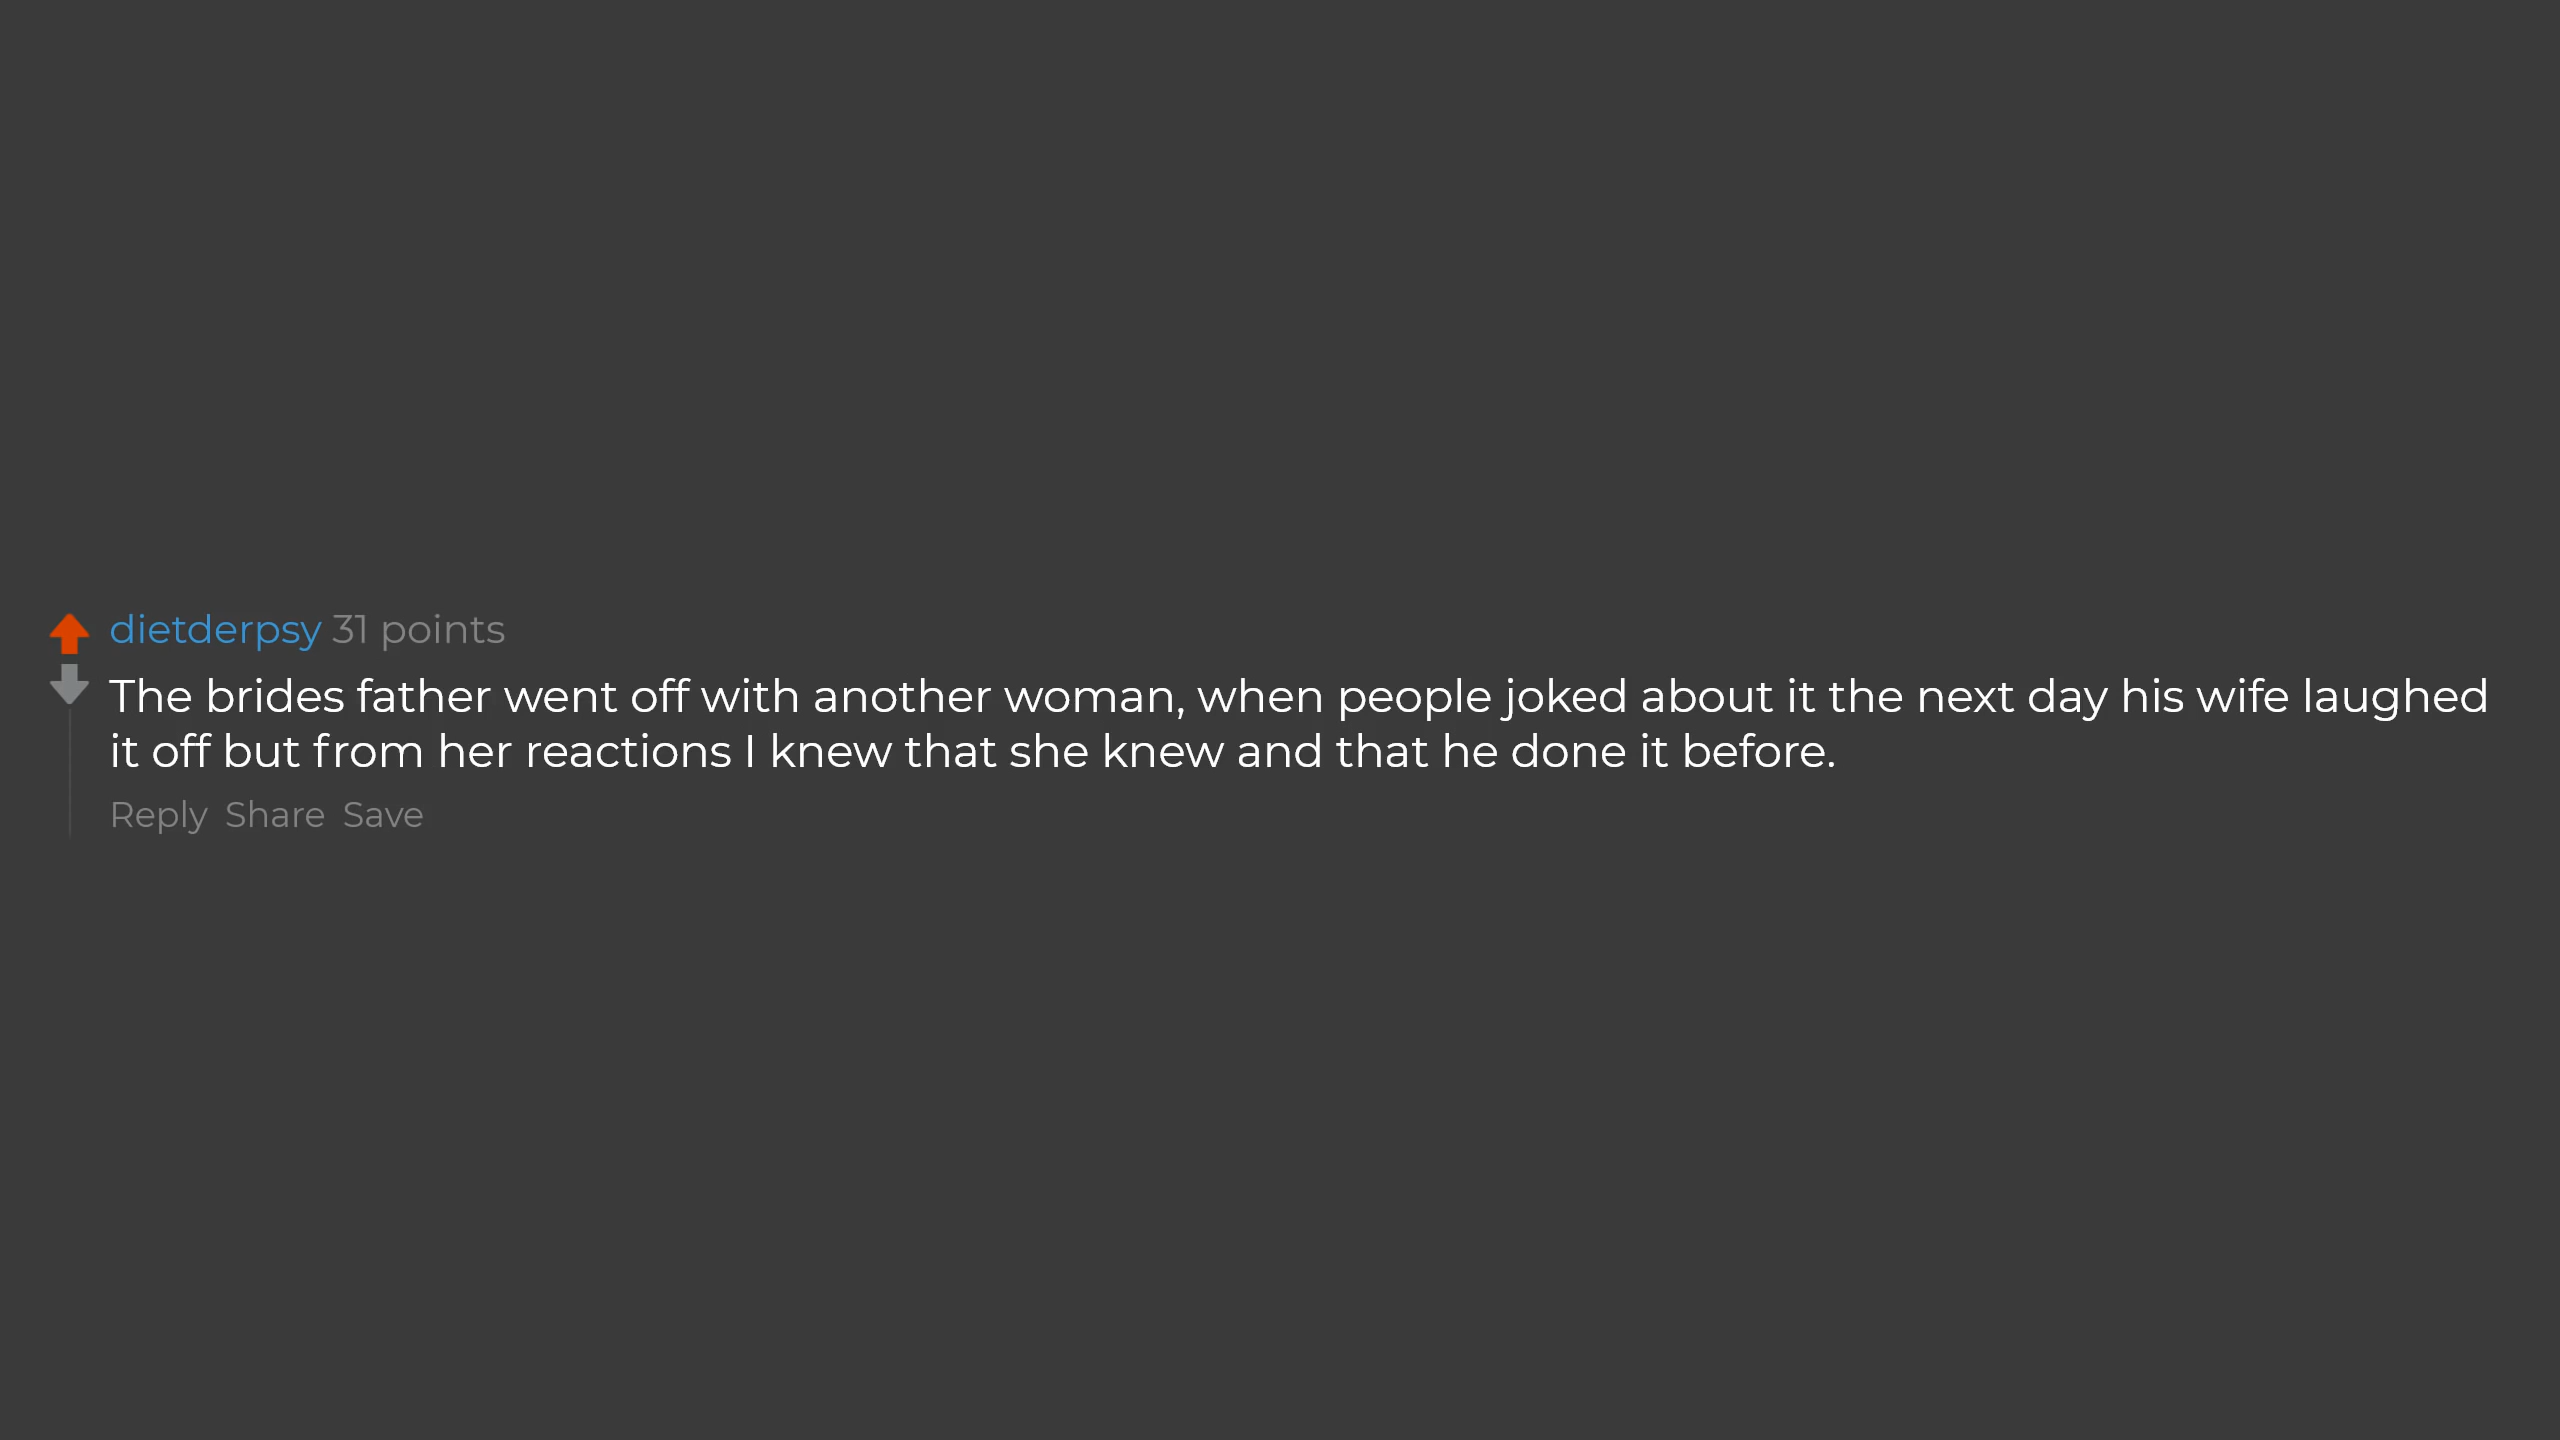 dietderpsy 31 points
The brides father went off with another woman, when people joked about it the next day his wife laughed
it off but from her reactions I knew that she knew and that he done it before.
Reply Share Save